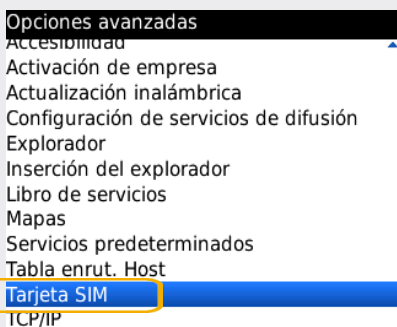 Opciones avanzadas
Accesibilidad
Activación de empresa
Actualización inalámbrica
Configuración de servicios de difusión
Explorador
Inserción del explorador
Libro de servicios
Mapas
Servicios predeterminados
Tabla enrut. Host
Tarjeta SIM
TCP/IP